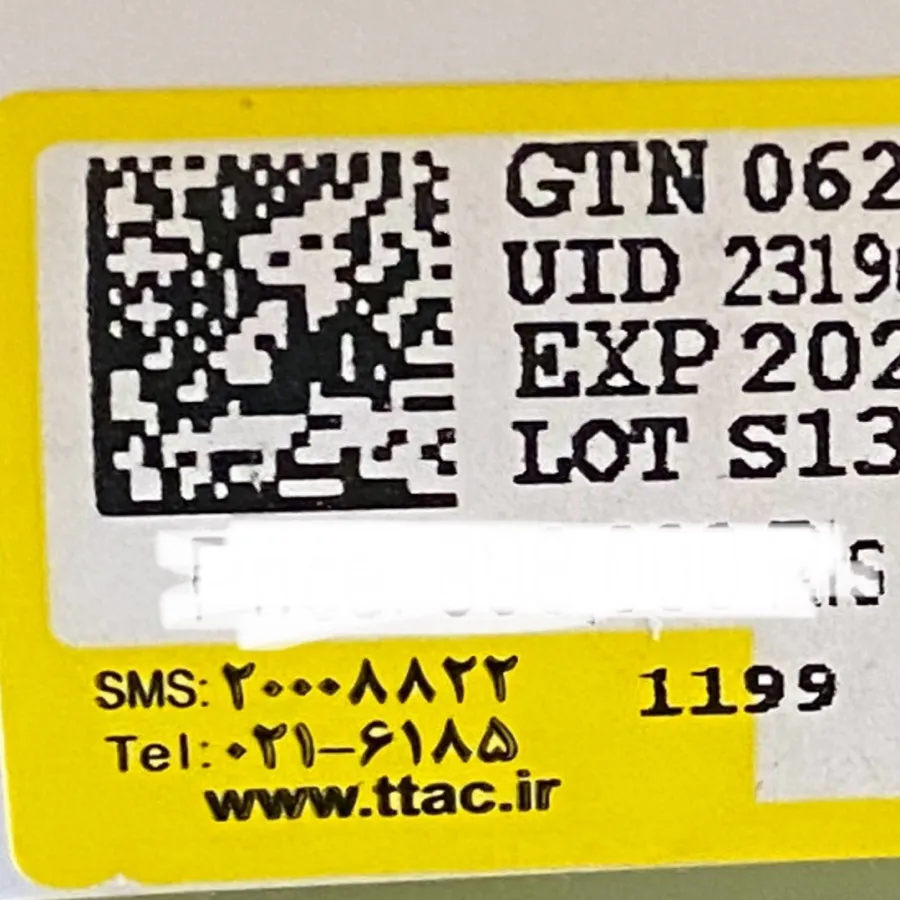 GTN 062
UID 2319
EXP 202
LOT S13
SMS: ۲۰۰۰۸۸۲۲
1199
Tel: ۰۲۱-۶۱۸۵
www.ttac.ir